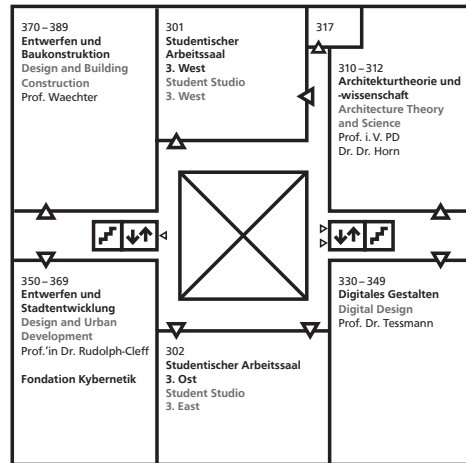 370–389
Entwerfen und
Baukonstruktion
Design and Building
Construction
Prof. Waechter
301
Studentischer
Arbeitssaal
3. West
Student Studio
3. West
317
310–312
Architekturtheorie und
-wissenschaft
Architecture Theory
and Science
Prof. i. V. PD
Dr. Dr. Horn
350–369
Entwerfen und
Stadtentwicklung
Design and Urban
Development
Prof.'in Dr. Rudolph-Cleff
Fondation Kybernetik
302
Studentischer Arbeitssaal
3. Ost
Student Studio
3. East
330–349
Digitales Gestalten
Digital Design
Prof. Dr. Tessmann